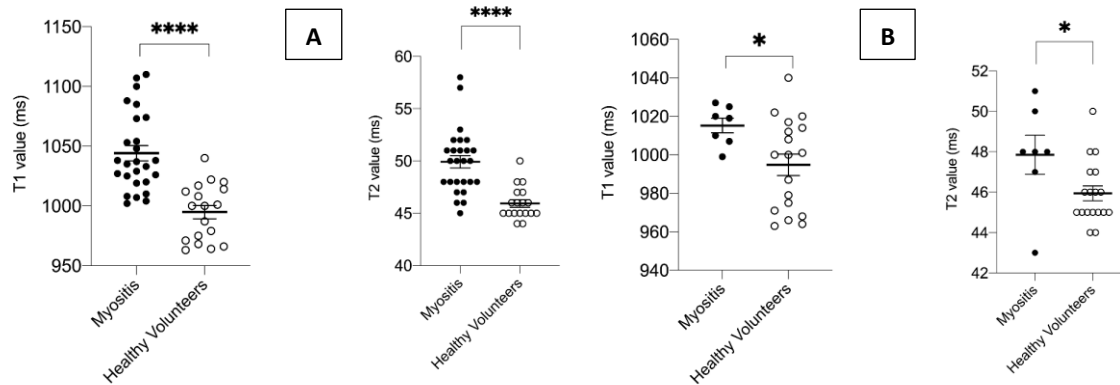 A
B
****
T1 value (ms)
1150
1100
1050
1000
950
Myositis
Healthy Volunteers
****
T2 value (ms)
60
55
50
45
40
Myositis
Healthy Volunteers
*
T1 value (ms)
1060
1040
1020
1000
980
960
940
Myositis
Healthy Volunteers
*
T2 value (ms)
52
50
48
46
44
42
Myositis
Healthy Volunteers